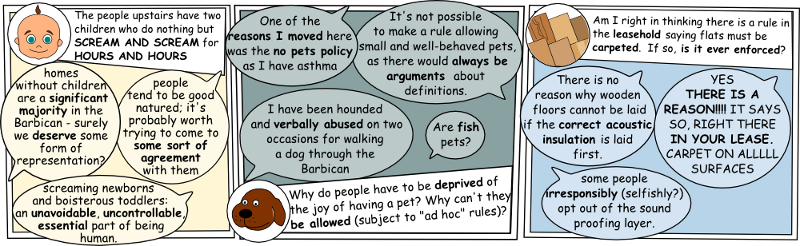 The people upstairs have two
children who do nothing but
SCREAM AND SCREAM for
HOURS AND HOURS
homes
without children
are a significant
majority in the
Barbican - surely
we deserve some
form of
representation?
people
tend to be good
natured; it's
probably worth
trying to come to
some sort of
agreement
with them
screaming newborns
and boisterous toddlers:
an unavoidable, uncontrollable,
essential part of being
human.
One of the
reasons I moved here
was the no pets policy
as I have asthma
It's not possible
to make a rule allowing
small and well-behaved pets,
as there would always be
arguments about
definitions.
I have been hounded
and verbally abused on two
occasions for walking
a dog through the
Barbican
Are fish
pets?
Why do people have to be deprived of
the joy of having a pet? Why can't they
be allowed (subject to "ad hoc" rules)?
Am I right in thinking there is a rule in
the leasehold saying flats must be
carpeted. If so, is it ever enforced?
There is no
reason why wooden
floors cannot be laid
if the correct acoustic
insulation is laid
first.
YES
THERE IS A
REASON!!!! IT SAYS
SO, RIGHT THERE
IN YOUR LEASE.
CARPET ON ALLLLL
SURFACES
some people
irresponsibly (selfishly?)
opt out of the sound
proofing layer.